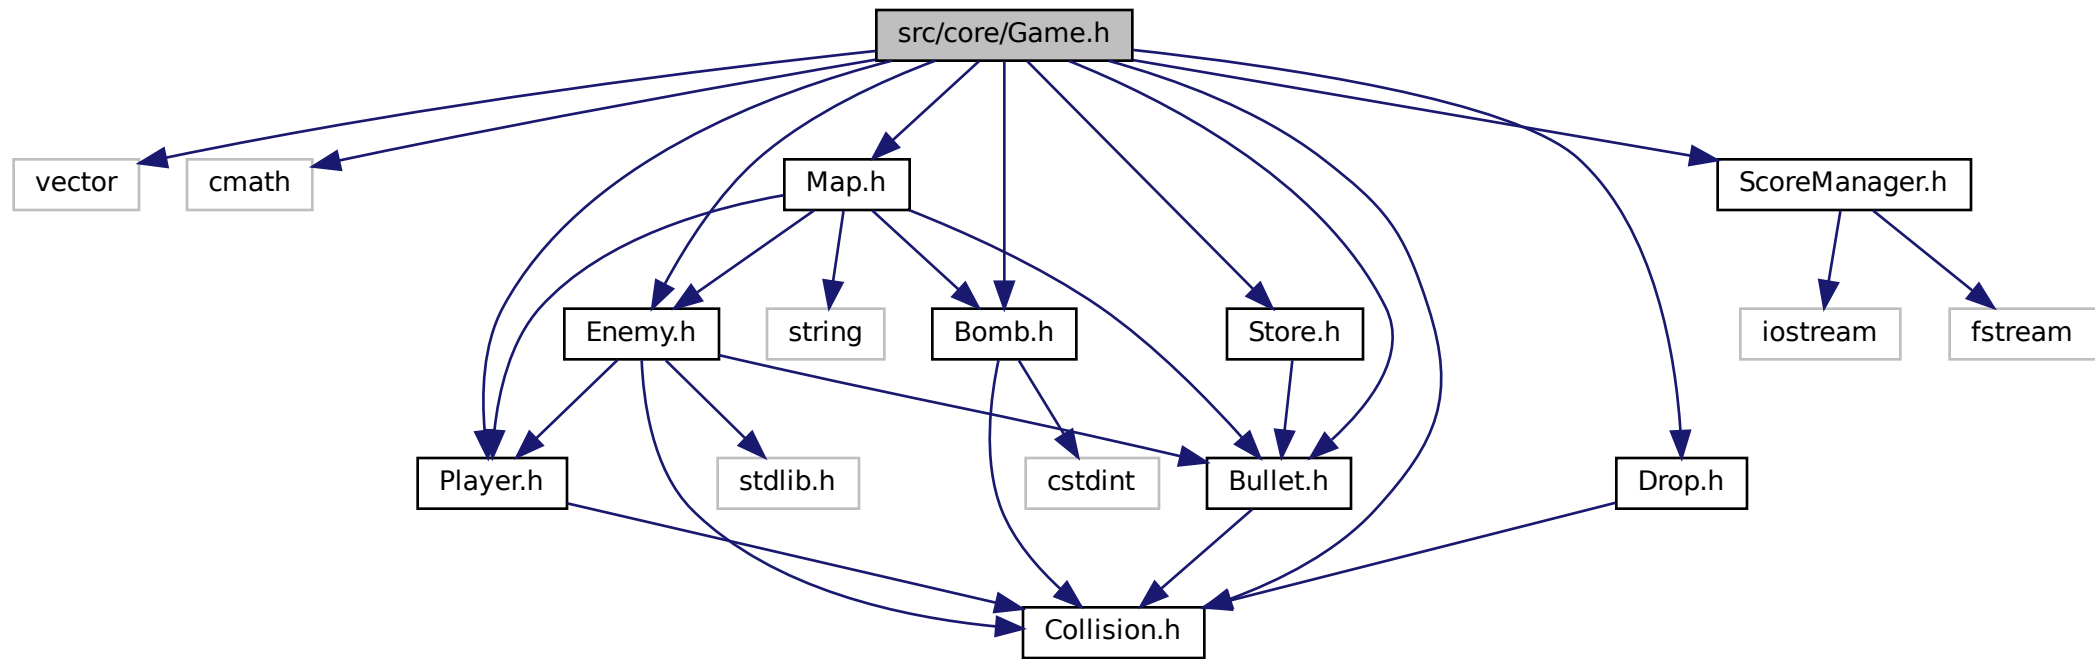 src/core/Game.h
vector
cmath
Map.h
ScoreManager.h
Enemy.h
string
Bomb.h
Store.h
iostream
fstream
Player.h
stdlib.h
cstdint
Bullet.h
Drop.h
Collision.h